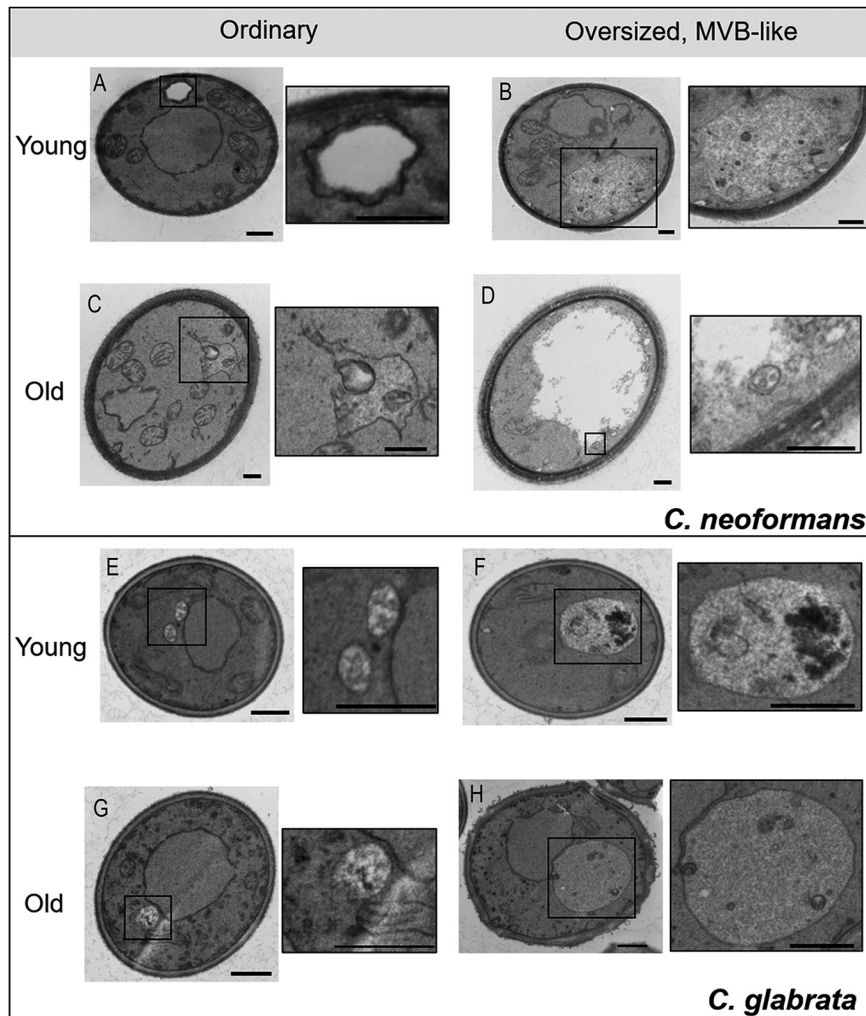 Ordinary Oversized, MVB-like
A B
Young
C D
Old
C. neoformans
E F
Young
G H
Old
C. glabrata